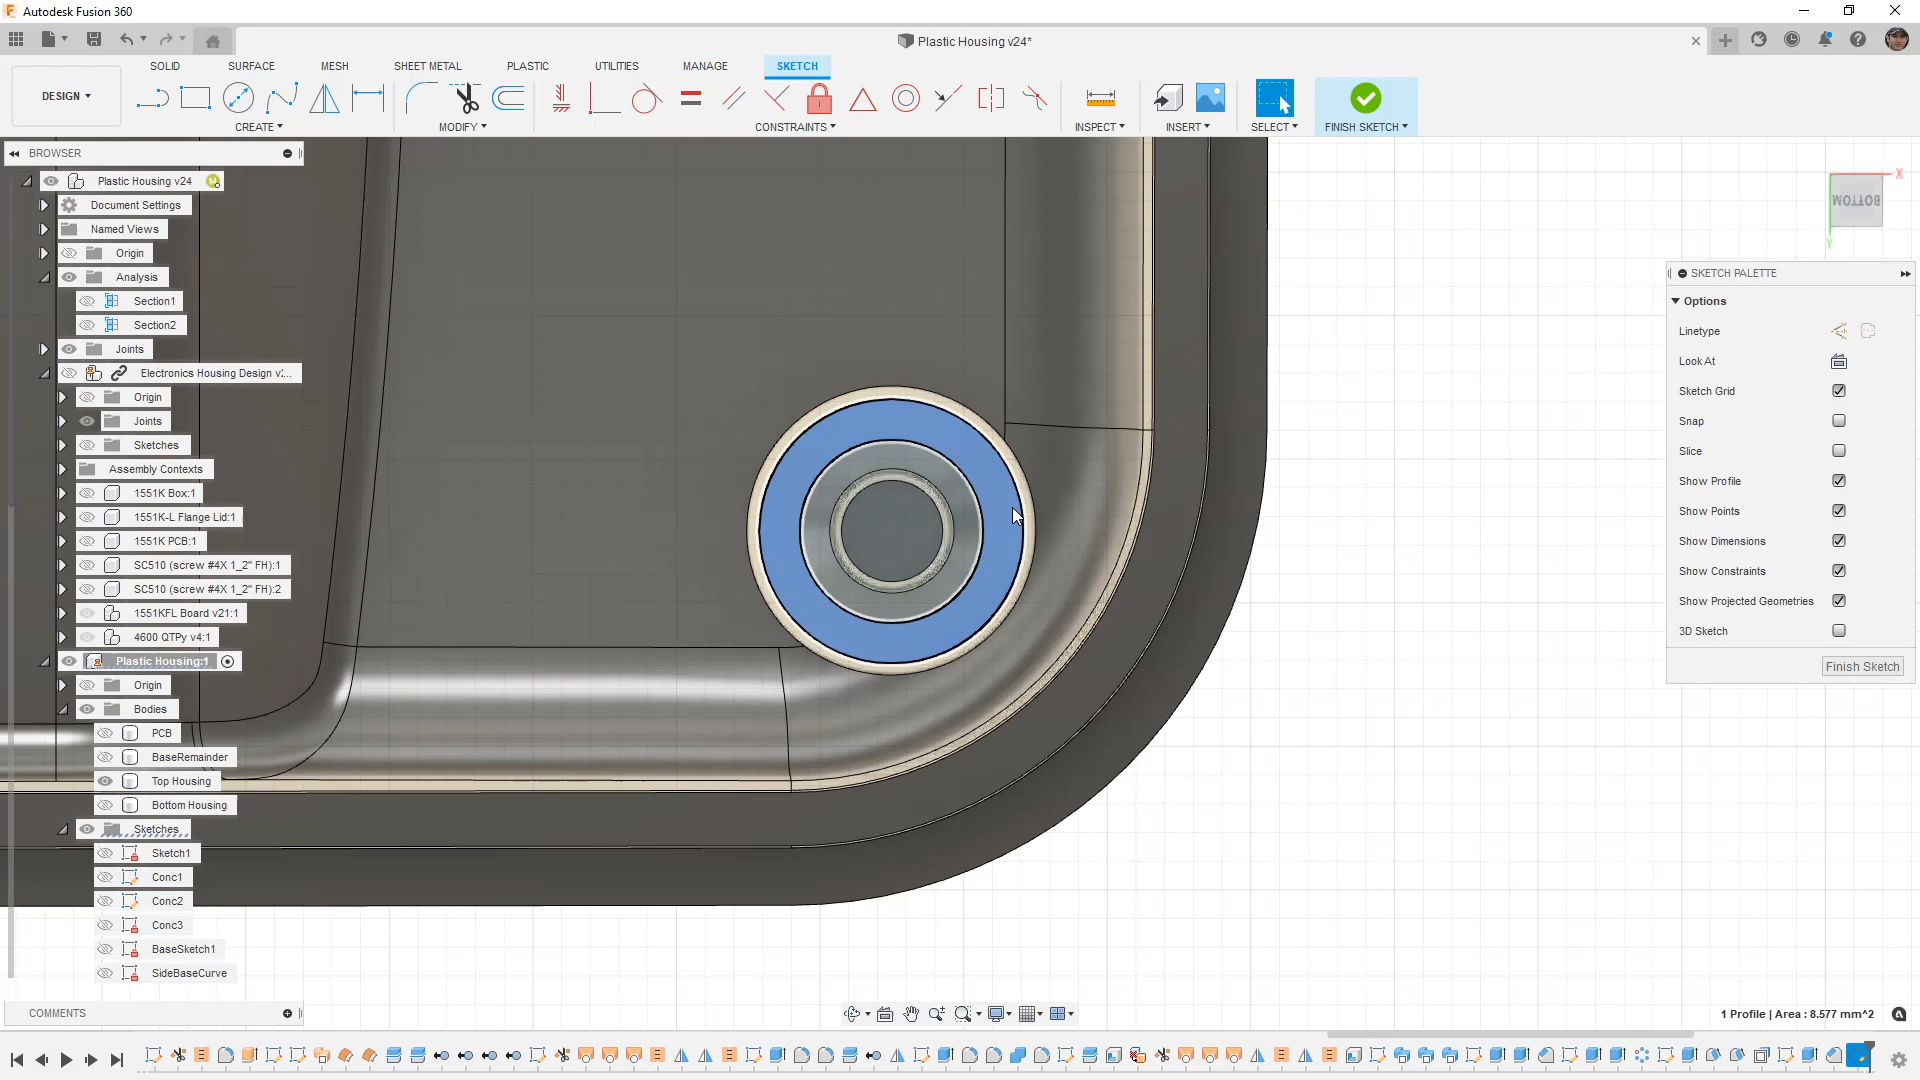 Autodesk Fusion 360
Plastic Housing v24*
DESIGN
SOLID
SURFACE
MESH
SHEET METAL
PLASTIC
UTILITIES
MANAGE
SKETCH
CREATE
MODIFY
CONSTRAINTS
INSPECT
INSERT
SELECT
FINISH SKETCH
BROWSER
Plastic Housing v24
Document Settings
Named Views
Origin
Analysis
Section1
Section2
Joints
Electronics Housing Design v2...
Origin
Joints
Sketches
Assembly Contexts
1551K Box:1
1551K-L Flange Lid:1
1551K PCB:1
SC510 (screw #4X 1_2" FH):1
SC510 (screw #4X 1_2" FH):2
1551KFL Board v21:1
4600 QTPy v4:1
Plastic Housing:1
Origin
Bodies
PCB
BaseRemainder
Top Housing
Bottom Housing
Sketches
Sketch1
Conc1
Conc2
Conc3
BaseSketch1
SideBaseCurve
COMMENTS
X
BOTTOM
Y
SKETCH PALETTE
Options
Linetype
Look At
Sketch Grid
Snap
Slice
Show Profile
Show Points
Show Dimensions
Show Constraints
Show Projected Geometries
3D Sketch
Finish Sketch
1 Profile | Area : 8.577 mm^2